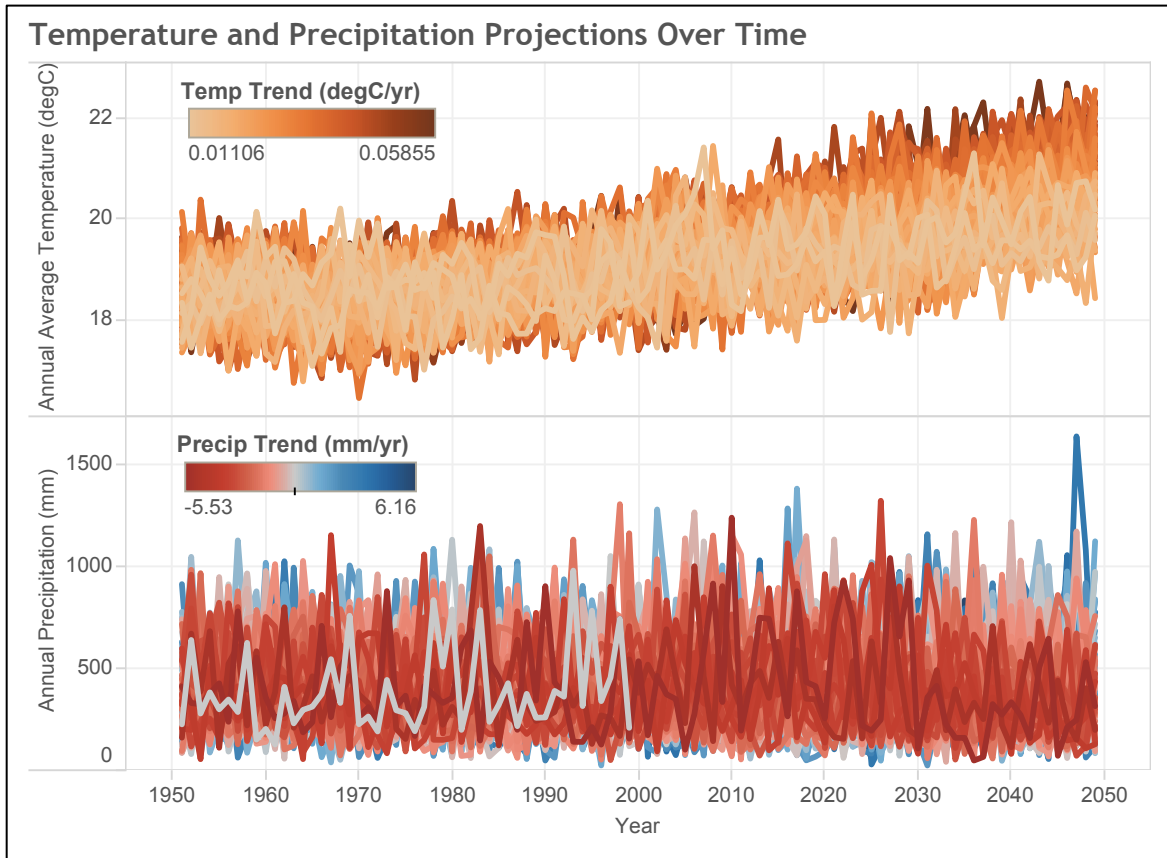 Temperature and Precipitation Projections Over Time
Annual Average Temperature (degC)
Temp Trend (degC/yr)
0.01106 0.05855
22
20
18
Annual Precipitation (mm)
Precip Trend (mm/yr)
-5.53 6.16
1500
1000
500
0
1950 1960 1970 1980 1990 2000 2010 2020 2030 2040 2050
Year